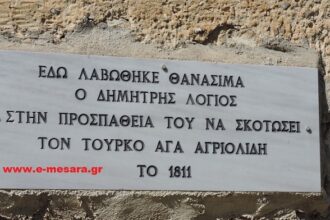 ΕΔΩ ΛΑΒΩΘΗΚΕ ΘΑΝΑΣΙΜΑ
Ο ΔΗΜΗΤΡΗΣ ΛΟΓΙΟΣ
ΣΤΗΝ ΠΡΟΣΠΑΘΕΙΑ ΤΟΥ ΝΑ ΣΚΟΤΩΣΕΙ
ΤΟΝ ΤΟΥΡΚΟ ΑΓΑ ΑΓΡΙΟΛΙΔΗ
ΤΟ 1811
www.e-mesara.gr